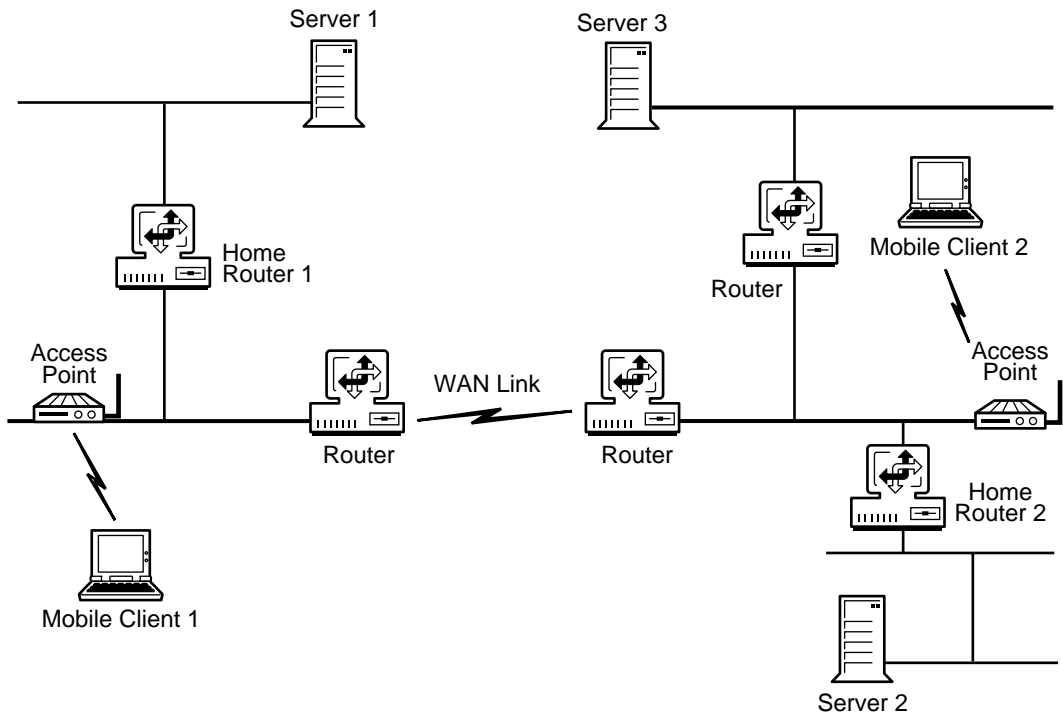 Server 1
Server 3
Home
Router 1
Mobile Client 2
Router
Access
Point
WAN Link
Access
Point
Router
Router
Home
Router 2
Mobile Client 1
Server 2